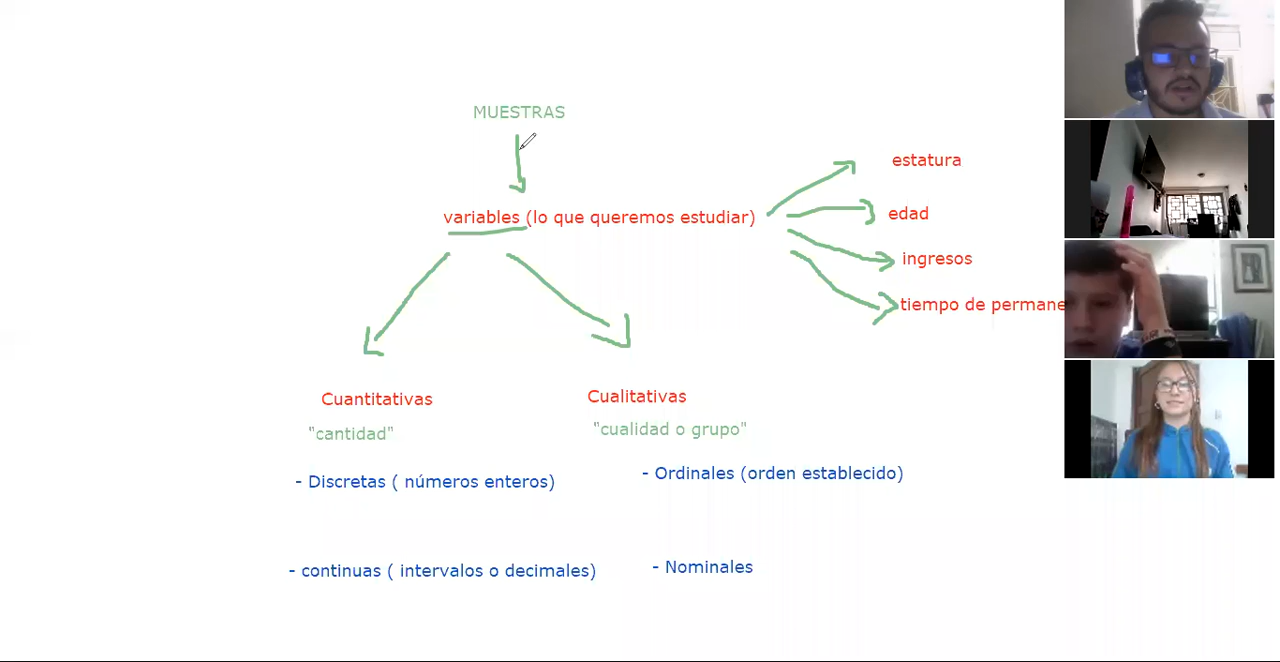 MUESTRAS
variables (lo que queremos estudiar)
estatura
edad
ingresos
tiempo de permane
Cuantitativas
"cantidad"
- Discretas ( números enteros)
- continuas ( intervalos o decimales)
Cualitativas
"cualidad o grupo"
- Ordinales (orden establecido)
- Nominales